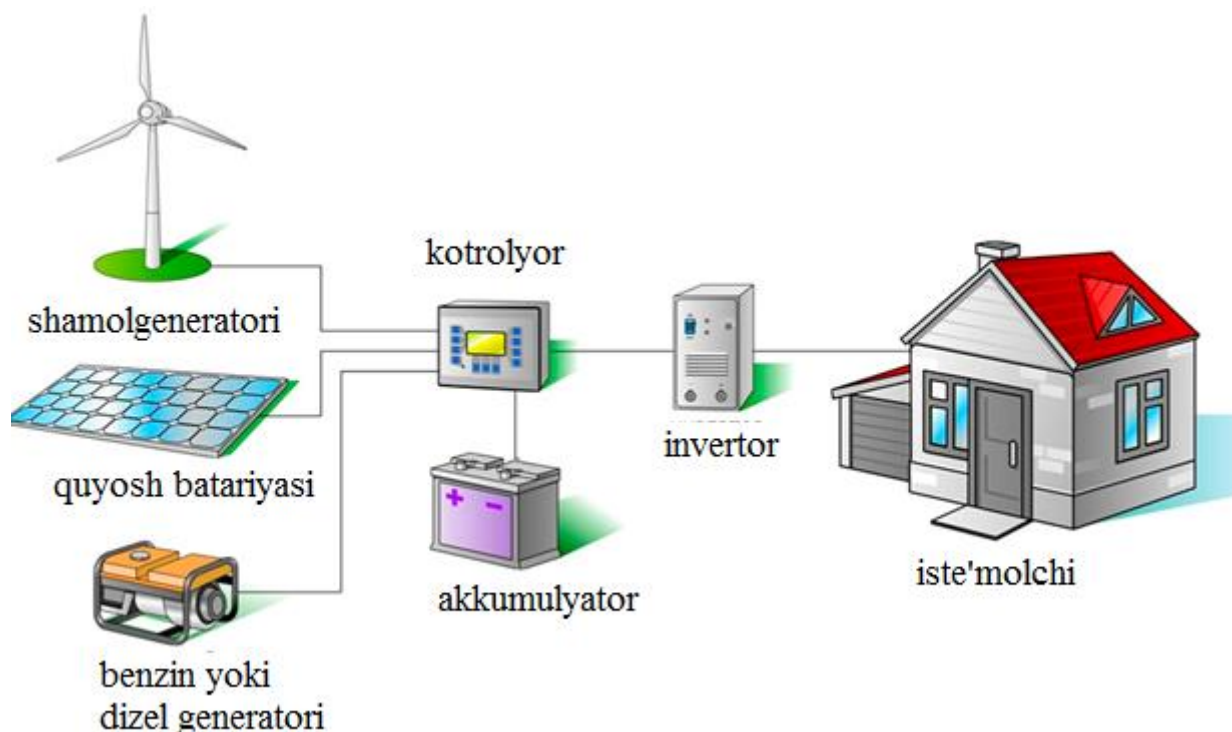 kotrolyor
shamolgeneratori
quyosh batariyasi
invertor
iste'molchi
akkumulyator
benzin yoki
dizel generatori